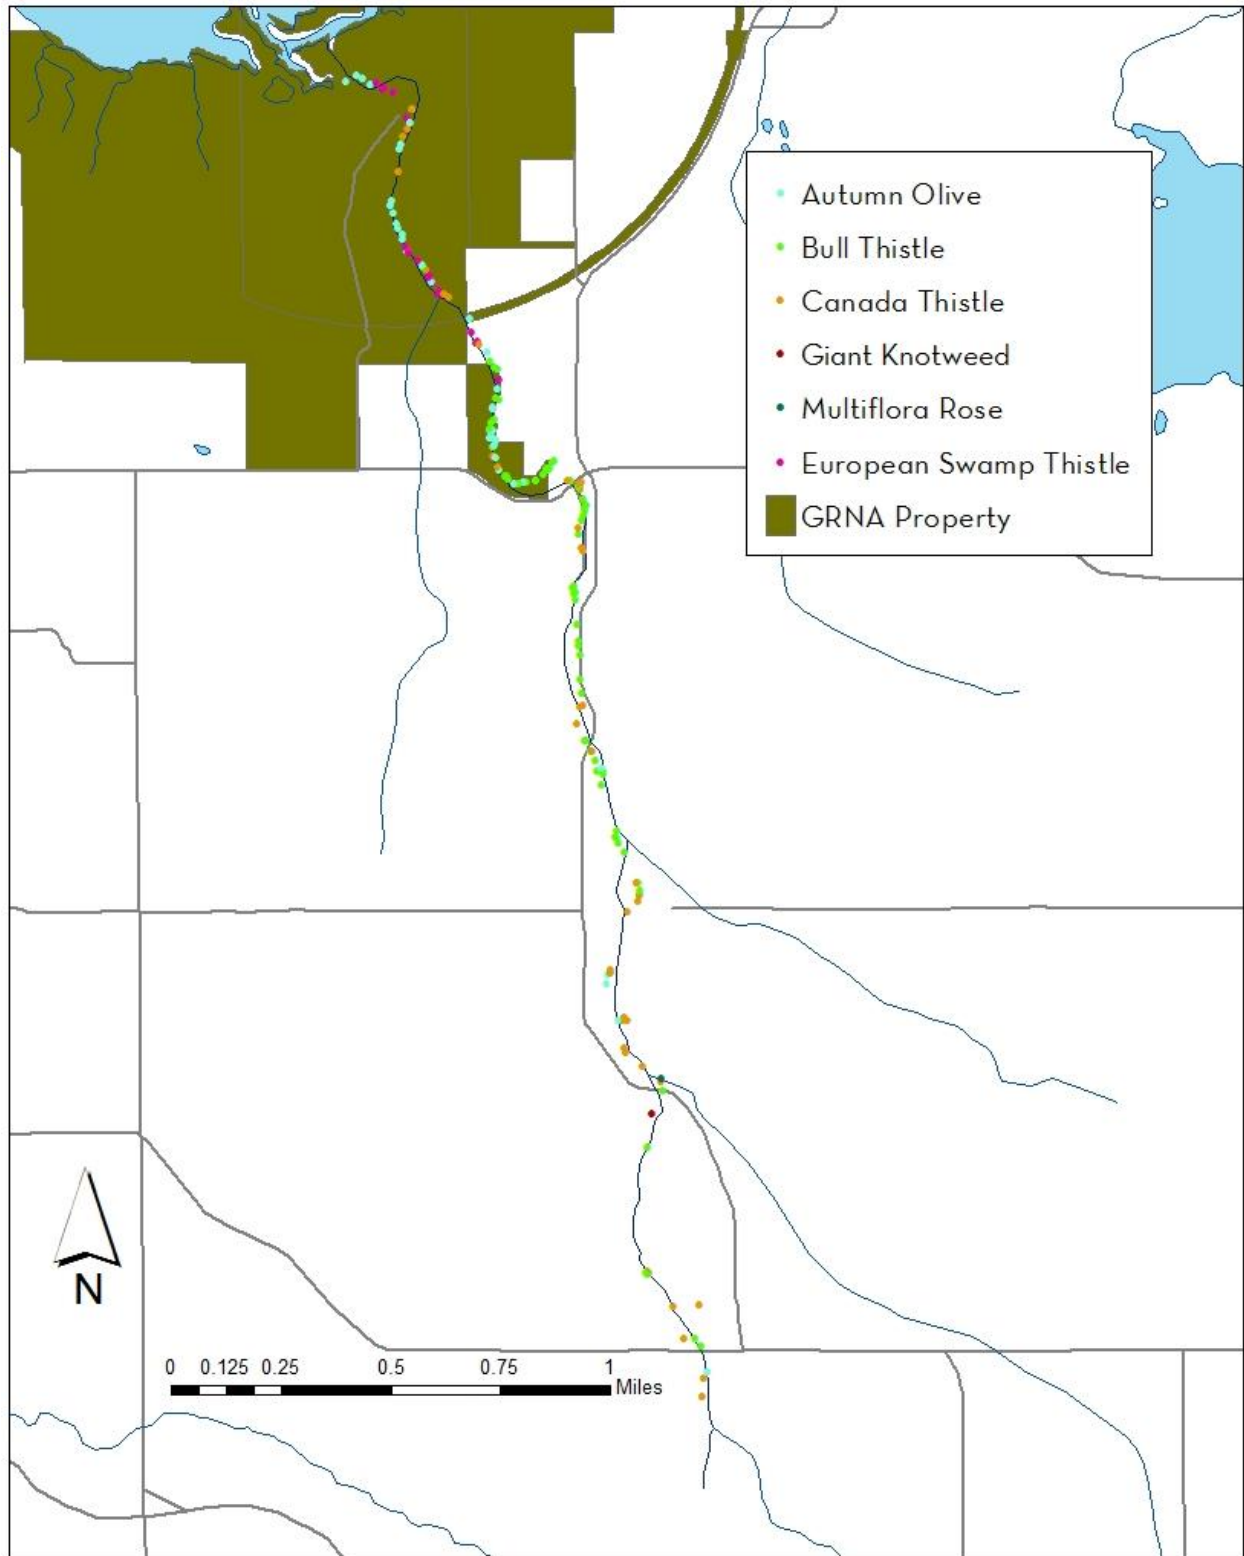 Autumn Olive
Bull Thistle
Canada Thistle
Giant Knotweed
Multiflora Rose
European Swamp Thistle
GRNA Property
N
0 0.125 0.25 0.5 0.75 1
Miles